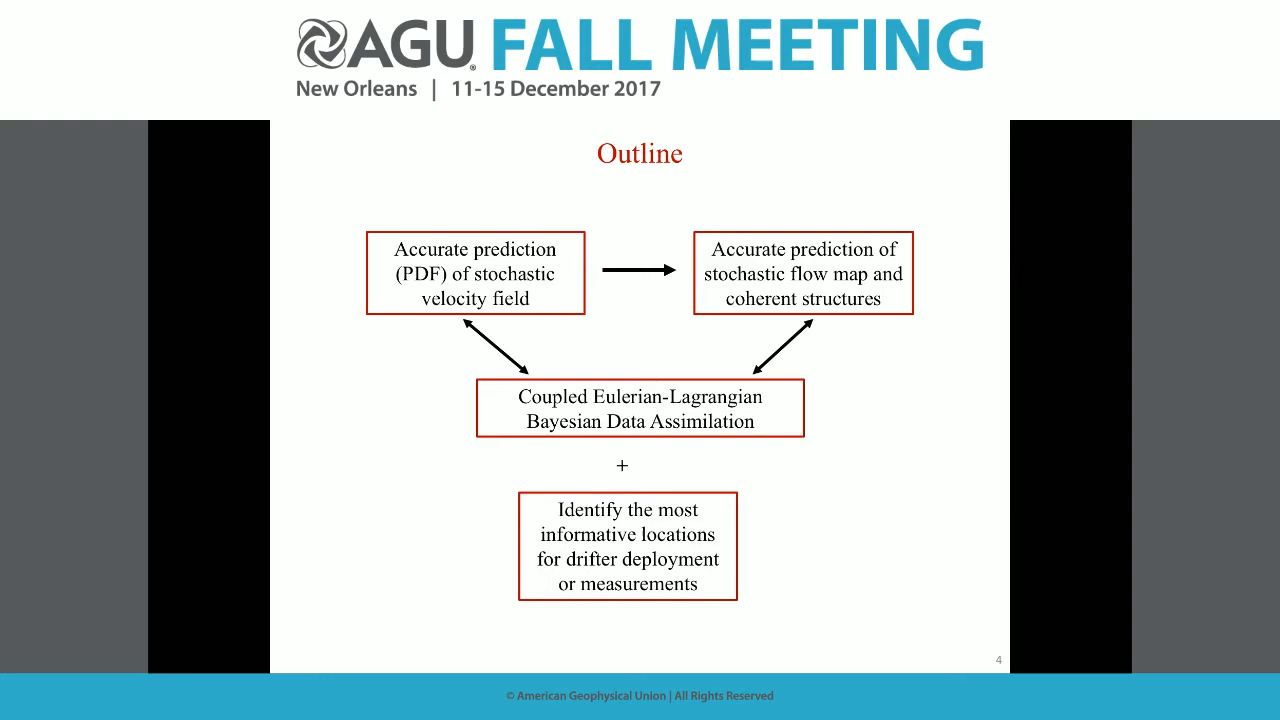 AGU FALL MEETING
New Orleans | 11-15 December 2017
Outline
Accurate prediction
(PDF) of stochastic
velocity field
Accurate prediction of
stochastic flow map and
coherent structures
Coupled Eulerian-Lagrangian
Bayesian Data Assimilation
+
Identify the most
informative locations
for drifter deployment
or measurements
4
© American Geophysical Union | All Rights Reserved